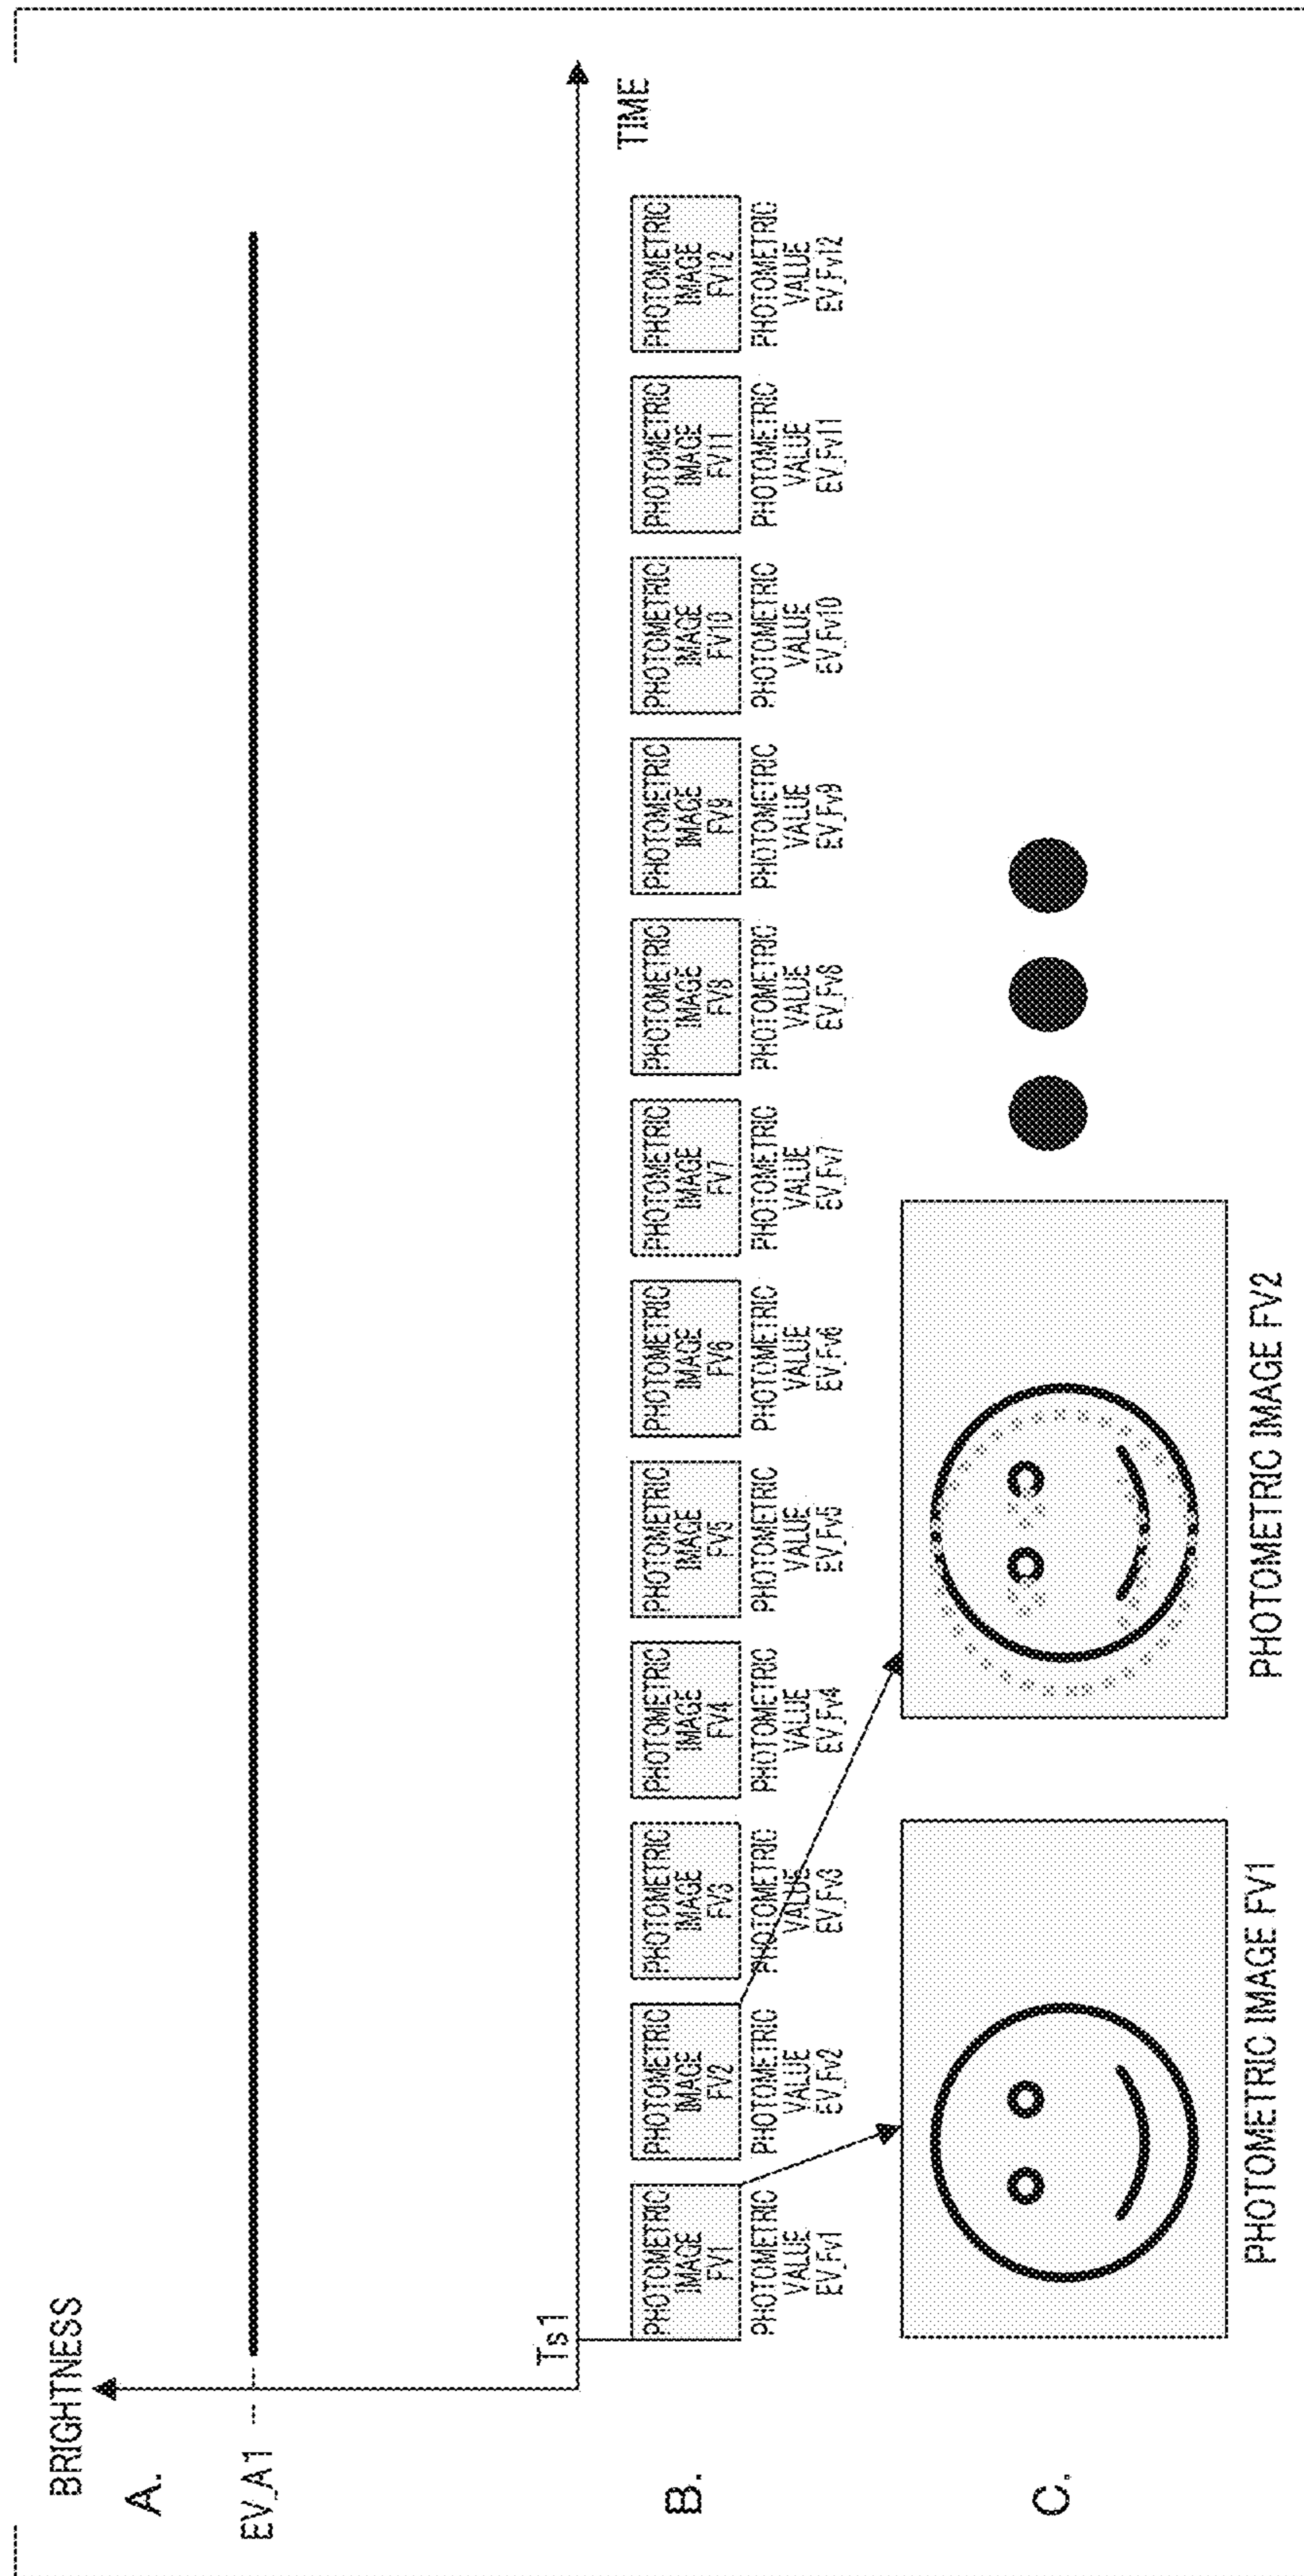 BRIGHTNESS
A.
EV_A1
TIME
Ts1
B.
PHOTOMETRIC
IMAGE
FV1
PHOTOMETRIC
VALUE
EV_Fv1
PHOTOMETRIC
IMAGE
FV2
PHOTOMETRIC
VALUE
EV_Fv2
PHOTOMETRIC
IMAGE
FV3
PHOTOMETRIC
VALUE
EV_Fv3
PHOTOMETRIC
IMAGE
FV4
PHOTOMETRIC
VALUE
EV_Fv4
PHOTOMETRIC
IMAGE
FV5
PHOTOMETRIC
VALUE
EV_Fv5
PHOTOMETRIC
IMAGE
FV6
PHOTOMETRIC
VALUE
EV_Fv6
PHOTOMETRIC
IMAGE
FV7
PHOTOMETRIC
VALUE
EV_Fv7
PHOTOMETRIC
IMAGE
FV8
PHOTOMETRIC
VALUE
EV_Fv8
PHOTOMETRIC
IMAGE
FV9
PHOTOMETRIC
VALUE
EV_Fv9
PHOTOMETRIC
IMAGE
FV10
PHOTOMETRIC
VALUE
EV_Fv10
PHOTOMETRIC
IMAGE
FV11
PHOTOMETRIC
VALUE
EV_Fv11
PHOTOMETRIC
IMAGE
FV12
PHOTOMETRIC
VALUE
EV_Fv12
C.
PHOTOMETRIC IMAGE FV1
PHOTOMETRIC IMAGE FV2